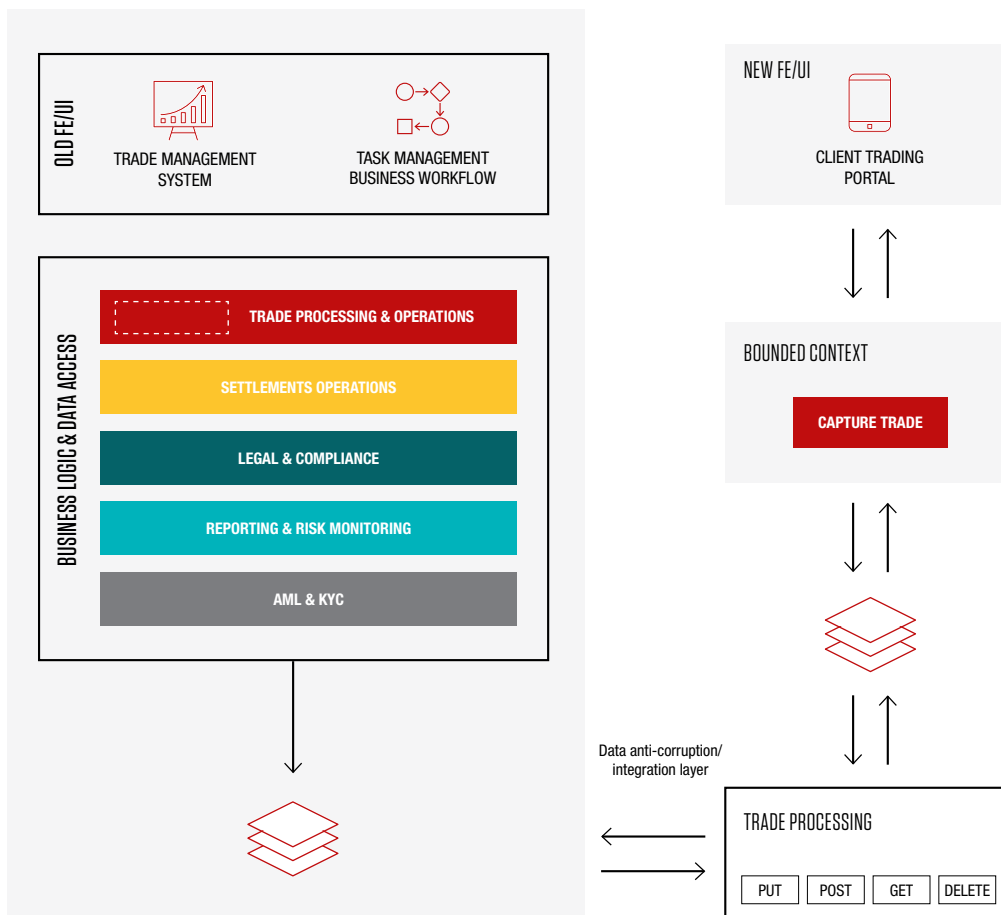 OLD FE/UI
TRADE MANAGEMENT
SYSTEM
TASK MANAGEMENT
BUSINESS WORKFLOW
BUSINESS LOGIC & DATA ACCESS
TRADE PROCESSING & OPERATIONS
SETTLEMENTS OPERATIONS
LEGAL & COMPLIANCE
REPORTING & RISK MONITORING
AML & KYC
NEW FE/UI
CLIENT TRADING
PORTAL
BOUNDED CONTEXT
CAPTURE TRADE
Data anti-corruption/
integration layer
TRADE PROCESSING
PUT
POST
GET
DELETE